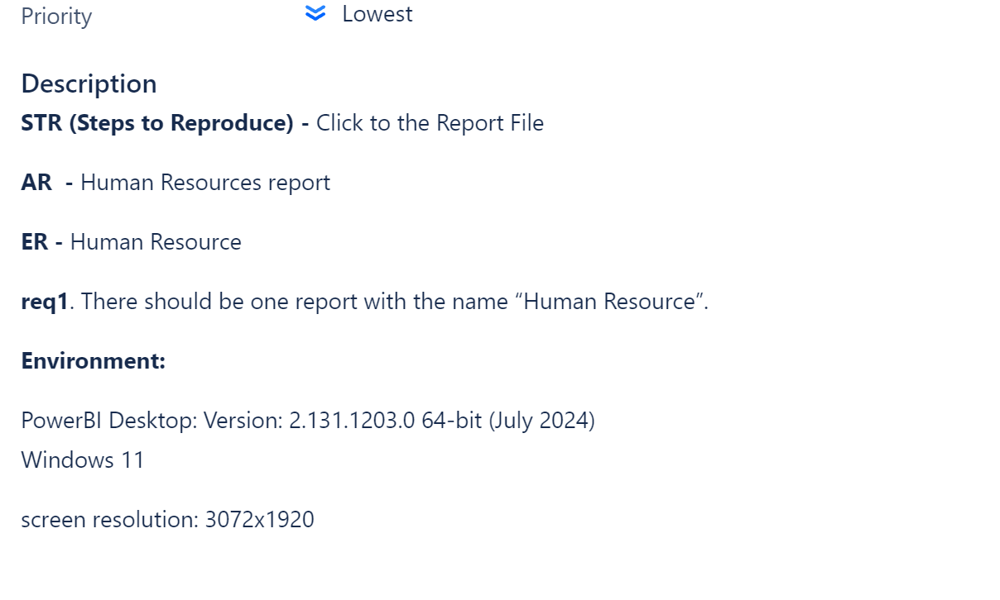 Priority Lowest
Description
STR (Steps to Reproduce) - Click to the Report File
AR - Human Resources report
ER - Human Resource
req1. There should be one report with the name “Human Resource”.
Environment:
PowerBI Desktop: Version: 2.131.1203.0 64-bit (July 2024)
Windows 11
screen resolution: 3072x1920